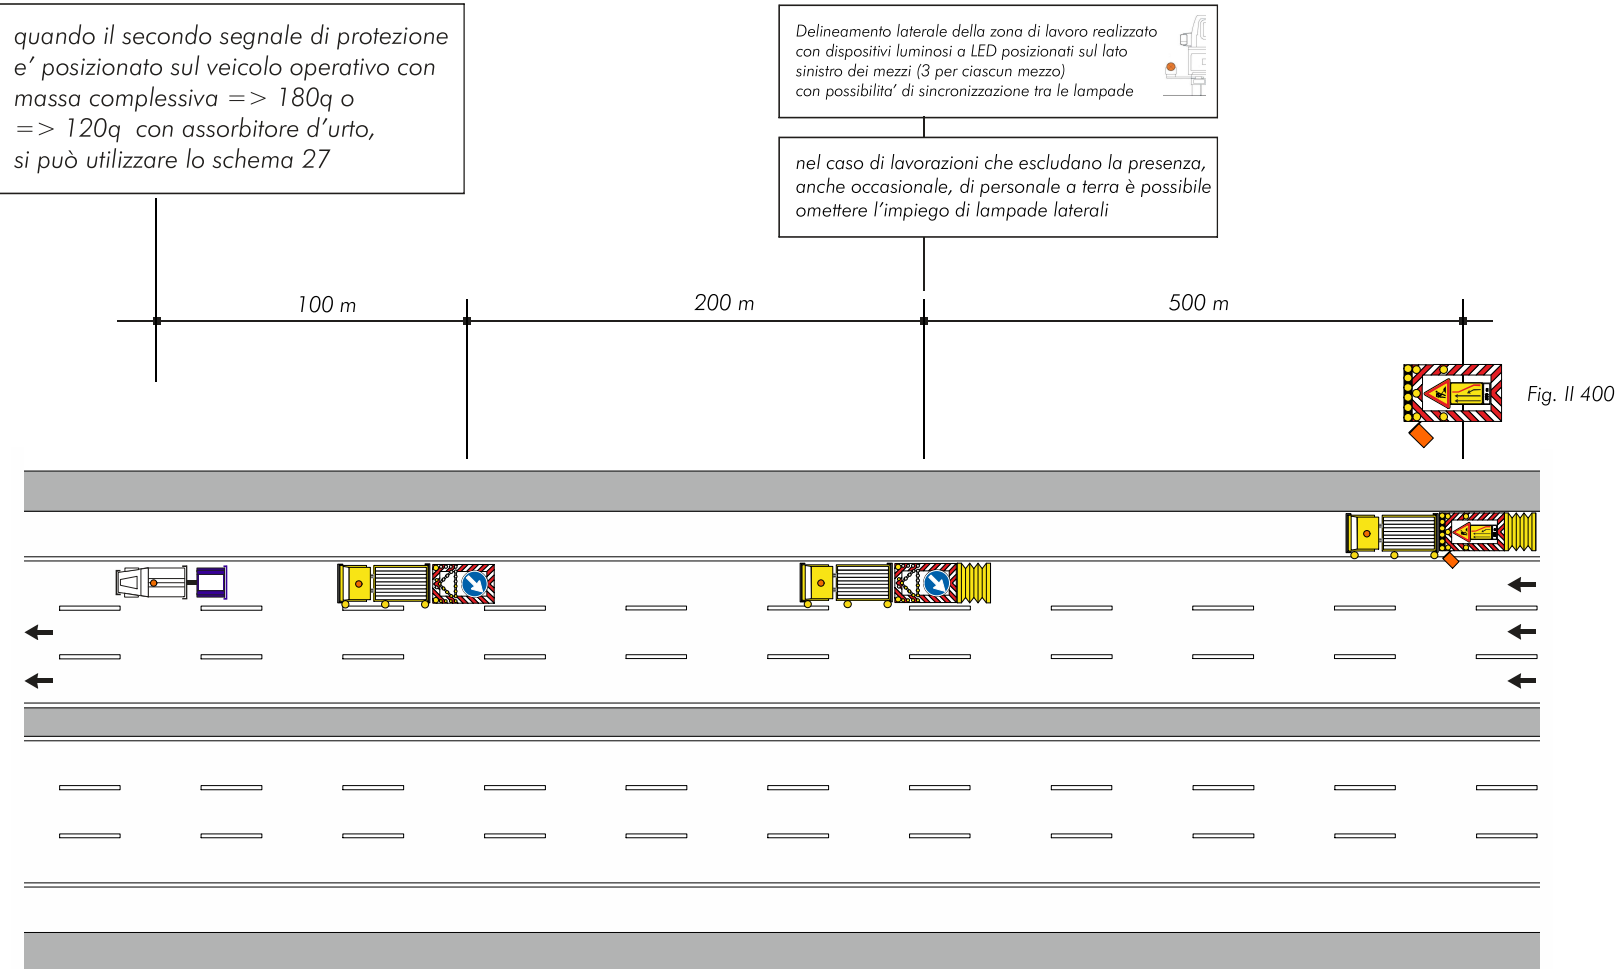 quando il secondo segnale di protezione
e' posizionato sul veicolo operativo con
massa complessiva => 180q o
=> 120q con assorbitore d'urto,
si può utilizzare lo schema 27
Delineamento laterale della zona di lavoro realizzato
con dispositivi luminosi a LED posizionati sul lato
sinistro dei mezzi (3 per ciascun mezzo)
con possibilita' di sincronizzazione tra le lampade
nel caso di lavorazioni che escludano la presenza,
anche occasionale, di personale a terra è possibile
omettere l'impiego di lampade laterali
100 m
200 m
500 m
Fig. II 400